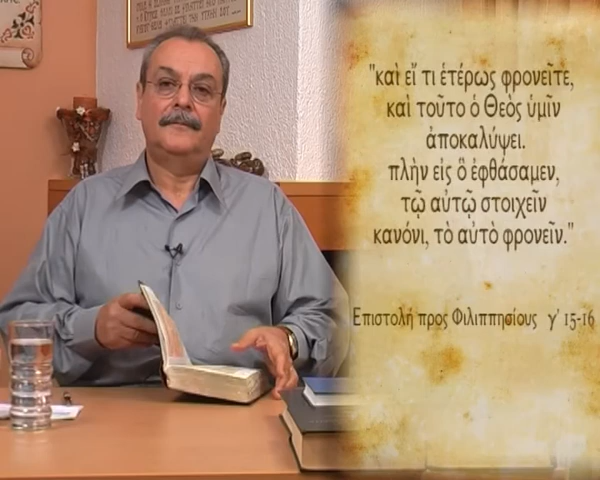 "καὶ εἴ τι ἑτέρως φρονεῖτε,
καὶ τοῦτο ὁ Θεὸς ὑμῖν
ἀποκαλύψει.
πλὴν εἰς ὃ ἐφθάσαμεν,
τῷ αὐτῷ στοιχεῖν
κανόνι, τὸ αὐτὸ φρονεῖν."
Επιστολή προς Φιλιππησίους γ' 15-16